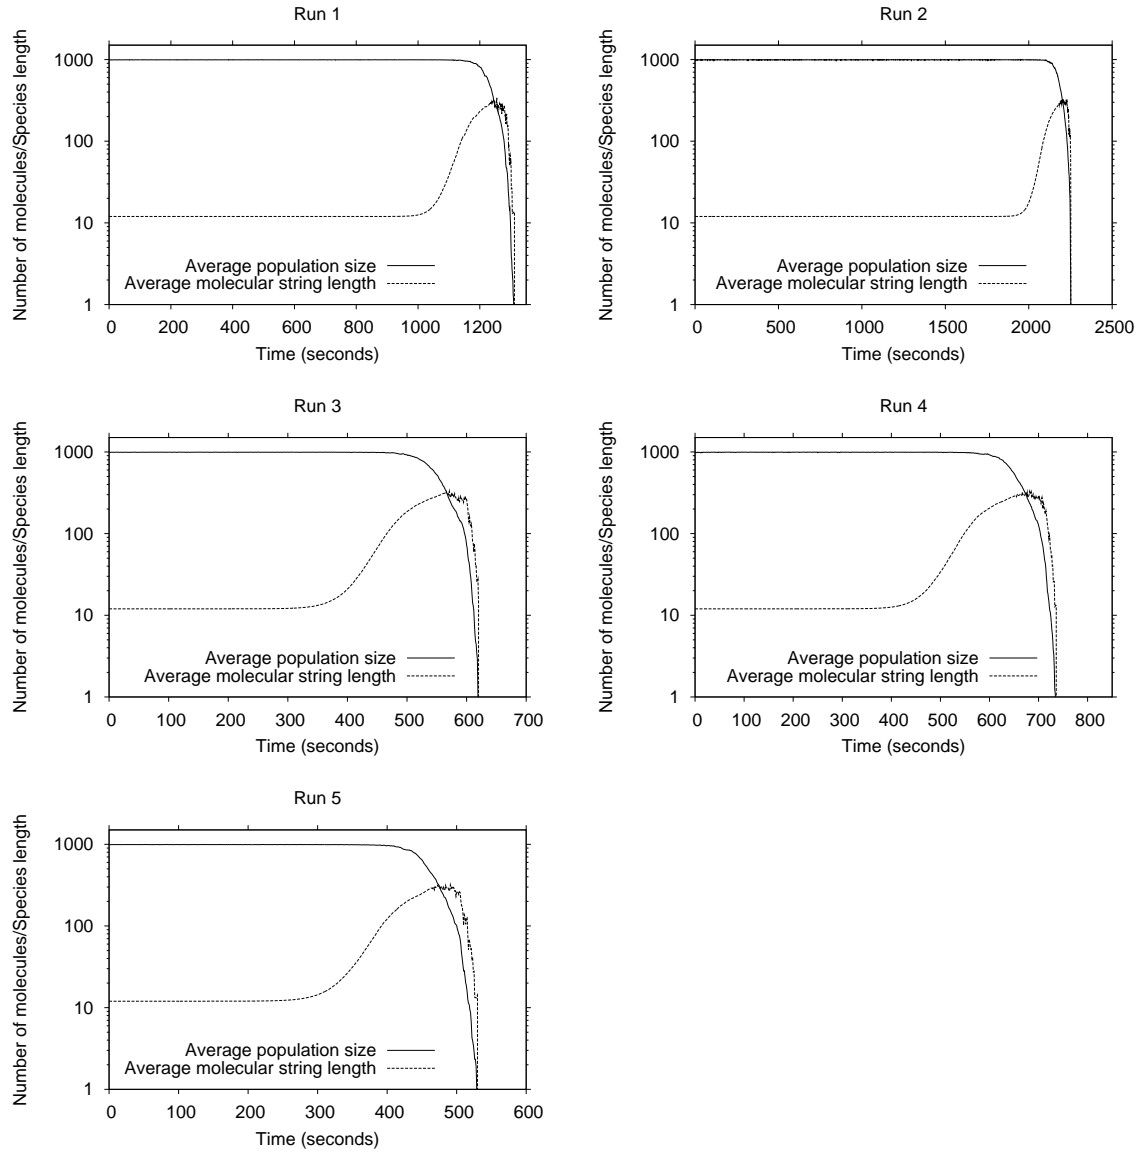 Run 1
Number of molecules/Species length
1000
100
10
1
Average population size
Average molecular string length
0 200 400 600 800 1000 1200
Time (seconds)
Run 2
Number of molecules/Species length
1000
100
10
1
Average population size
Average molecular string length
0 500 1000 1500 2000 2500
Time (seconds)
Run 3
Number of molecules/Species length
1000
100
10
1
Average population size
Average molecular string length
0 100 200 300 400 500 600 700
Time (seconds)
Run 4
Number of molecules/Species length
1000
100
10
1
Average population size
Average molecular string length
0 100 200 300 400 500 600 700 800
Time (seconds)
Run 5
Number of molecules/Species length
1000
100
10
1
Average population size
Average molecular string length
0 100 200 300 400 500 600
Time (seconds)